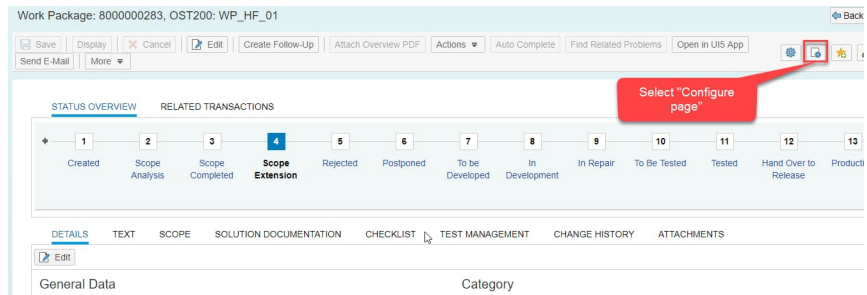 Work Package: 8000000283, OST200: WP_HF_01
Back
Save Display Cancel Edit Create Follow-Up Attach Overview PDF Actions Auto Complete Find Related Problems Open in UI5 App
Send E-Mail More
Select "Configure
page"
STATUS OVERVIEW RELATED TRANSACTIONS
1 2 3 4 5 6 7 8 9 10 11 12 13
Created Scope Scope Scope Rejected Postponed To be In In Repair To Be Tested Tested Hand Over to Producti
Analysis Completed Extension Developed Development Release
DETAILS TEXT SCOPE SOLUTION DOCUMENTATION CHECKLIST TEST MANAGEMENT CHANGE HISTORY ATTACHMENTS
Edit
General Data Category